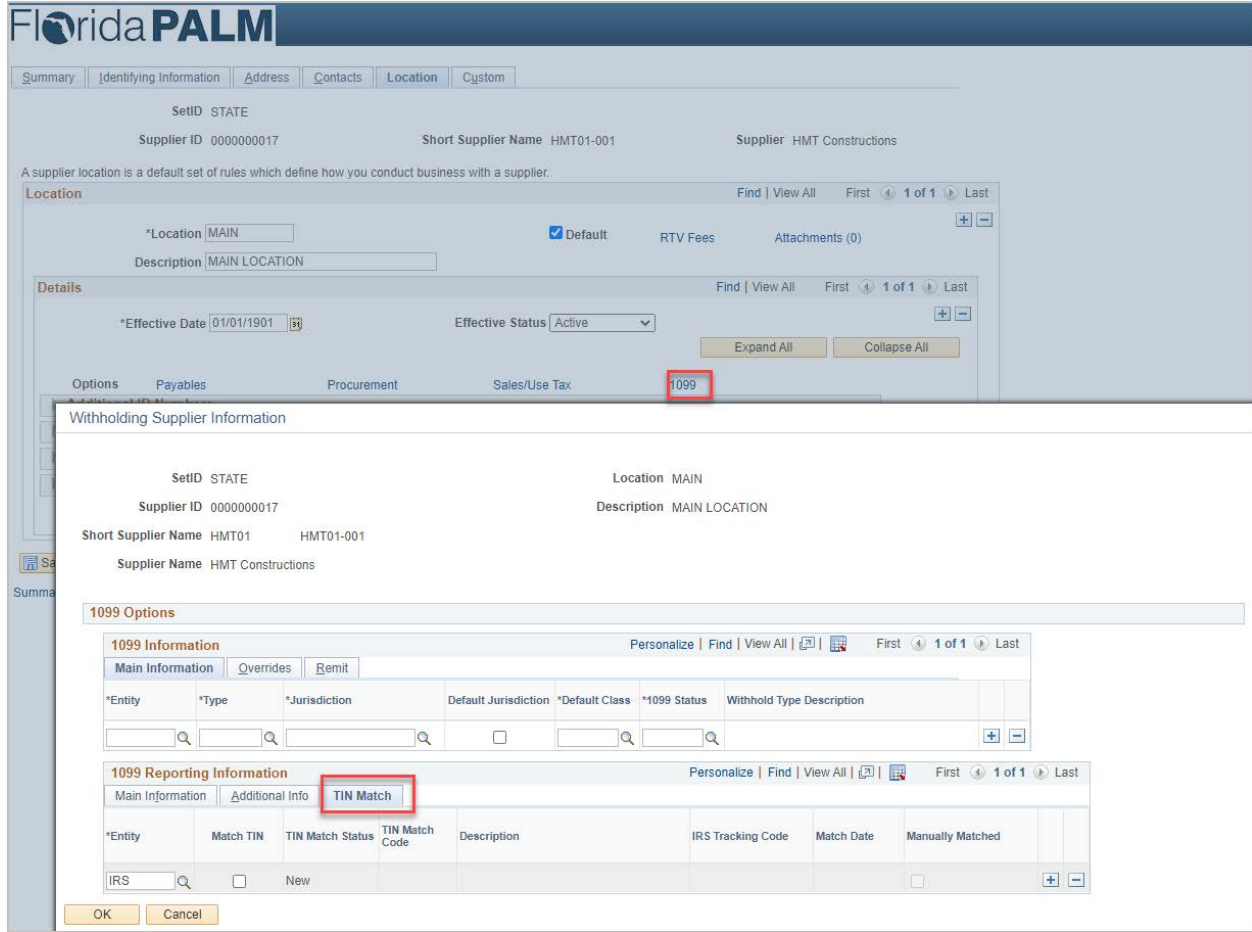 Florida PALM
Summary Identifying Information Address Contacts Location Custom
SetID STATE
Supplier ID 0000000017 Short Supplier Name HMT01-001 Supplier HMT Constructions
A supplier location is a default set of rules which define how you conduct business with a supplier.
Location Find | View All First 1 of 1 Last
*Location MAIN Default RTV Fees Attachments (0)
Description MAIN LOCATION
Details Find | View All First 1 of 1 Last
*Effective Date 01/01/1901 Effective Status Active
Expand All Collapse All
Options Payables Procurement Sales/Use Tax 1099
Withholding Supplier Information
SetID STATE Location MAIN
Supplier ID 0000000017 Description MAIN LOCATION
Short Supplier Name HMT01 HMT01-001
Sa Supplier Name HMT Constructions
Summa
1099 Options
1099 Information Personalize | Find | View All | First 1 of 1 Last
Main Information Overrides Remit
*Entity *Type *Jurisdiction Default Jurisdiction *Default Class *1099 Status Withhold Type Description
1099 Reporting Information Personalize | Find | View All | First 1 of 1 Last
Main Information Additional Info TIN Match
*Entity Match TIN TIN Match Status TIN Match Code Description IRS Tracking Code Match Date Manually Matched
IRS New
OK Cancel